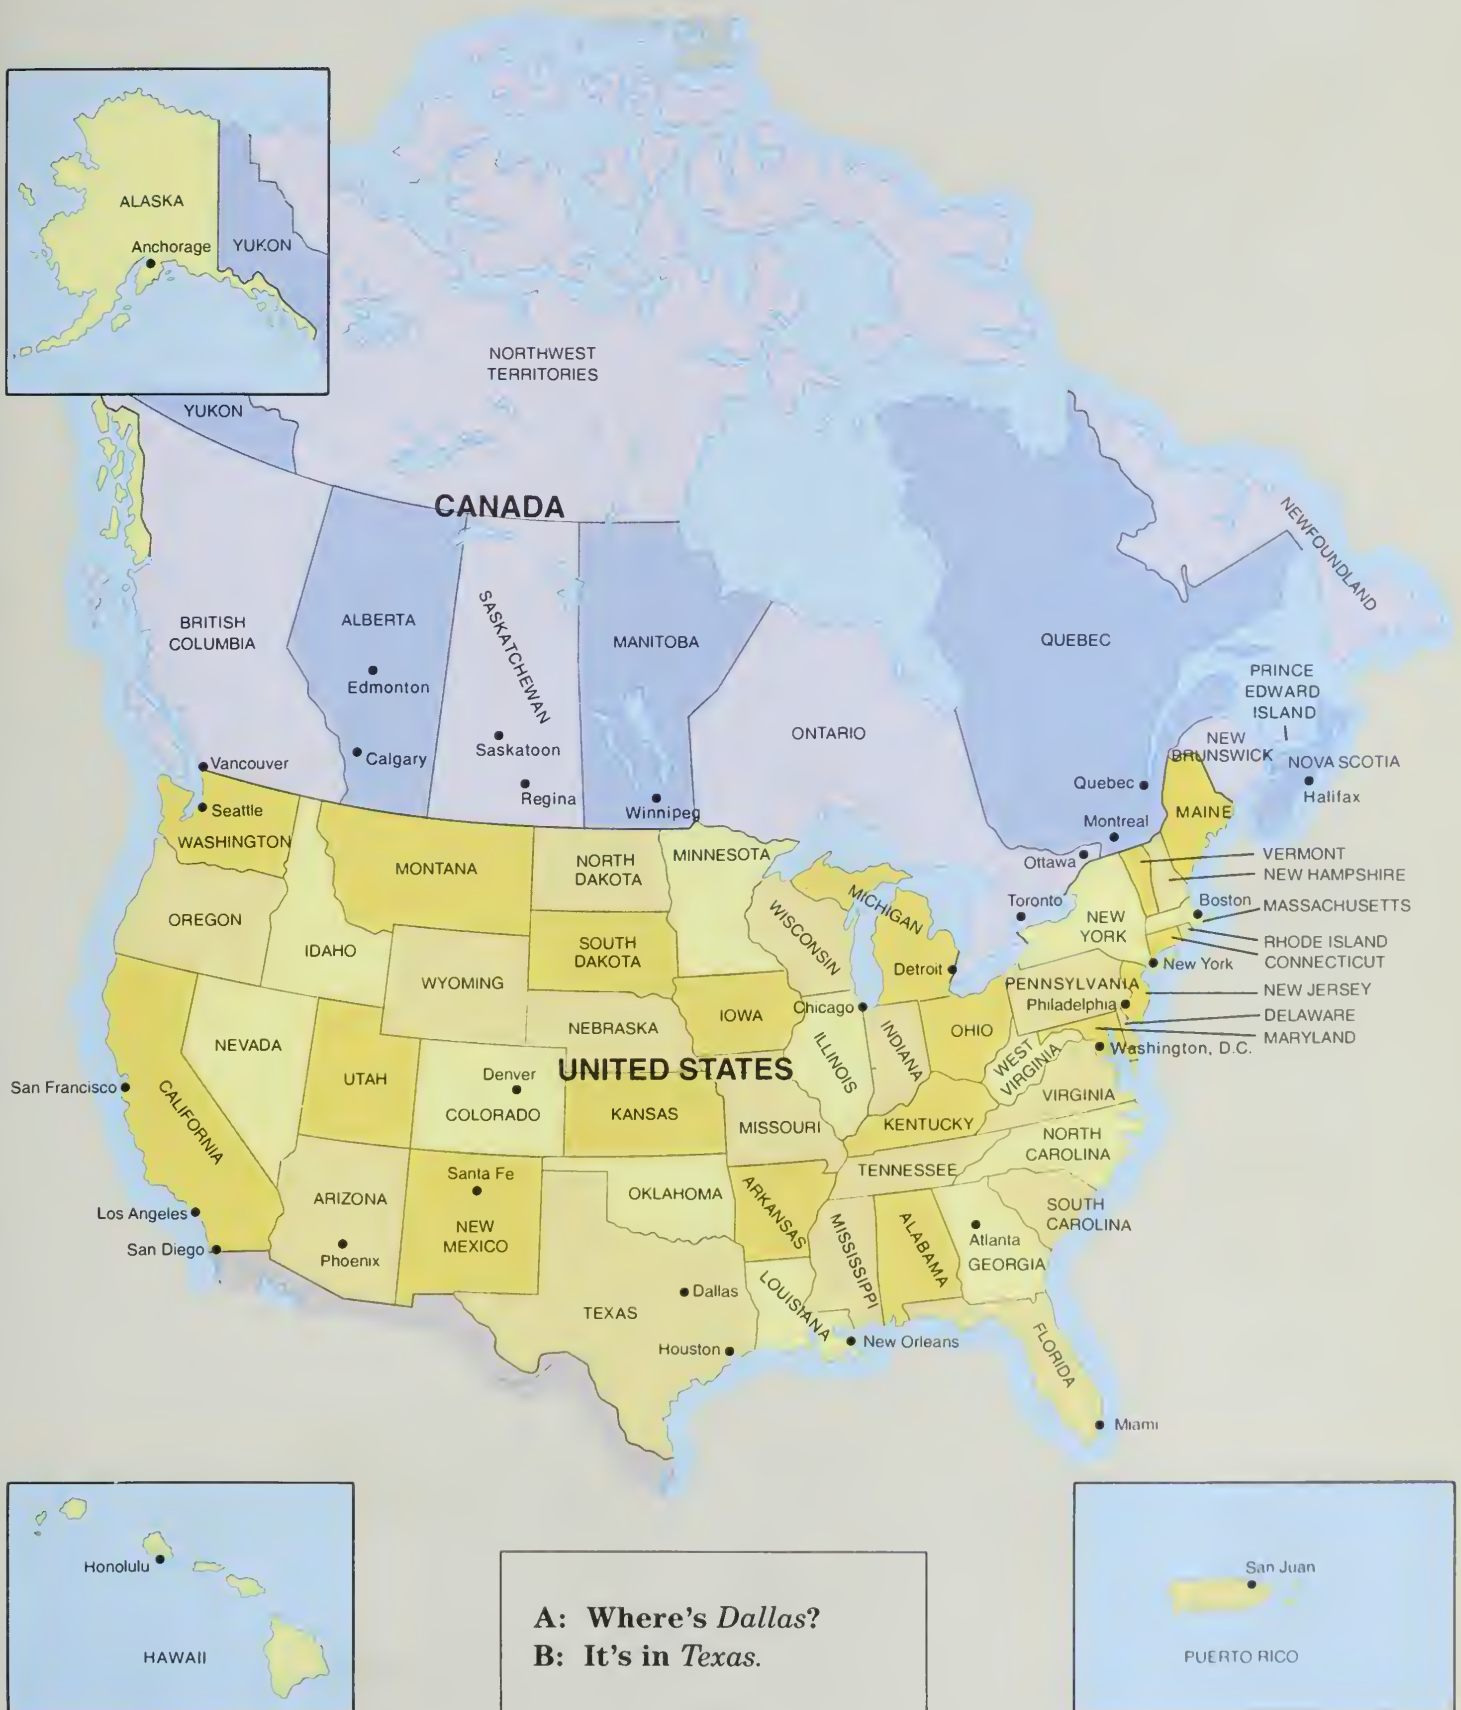 ALASKA
Anchorage
YUKON
NORTHWEST
TERRITORIES
YUKON
CANADA
NEWFOUNDLAND
BRITISH
COLUMBIA
ALBERTA
Edmonton
Calgary
SASKATCHEWAN
Saskatoon
Regina
MANITOBA
Winnipeg
ONTARIO
QUEBEC
PRINCE
EDWARD
ISLAND
NEW
BRUNSWICK
NOVA SCOTIA
Halifax
Quebec
Montreal
Ottawa
Toronto
Vancouver
Seattle
WASHINGTON
MONTANA
NORTH
DAKOTA
MINNESOTA
MICHIGAN
WISCONSIN
MAINE
VERMONT
NEW HAMPSHIRE
Boston
MASSACHUSETTS
RHODE ISLAND
CONNECTICUT
NEW
YORK
New York
OREGON
IDAHO
WYOMING
SOUTH
DAKOTA
Detroit
PENNSYLVANIA
Philadelphia
NEW JERSEY
DELAWARE
MARYLAND
Washington, D.C.
NEVADA
UTAH
NEBRASKA
IOWA
Chicago
ILLINOIS
INDIANA
OHIO
WEST
VIRGINIA
VIRGINIA
UNITED STATES
San Francisco
CALIFORNIA
Denver
COLORADO
KANSAS
MISSOURI
KENTUCKY
NORTH
CAROLINA
TENNESSEE
Los Angeles
San Diego
ARIZONA
Phoenix
Santa Fe
NEW
MEXICO
OKLAHOMA
ARKANSAS
MISSISSIPPI
ALABAMA
Atlanta
GEORGIA
SOUTH
CAROLINA
TEXAS
Dallas
Houston
LOUISIANA
New Orleans
FLORIDA
Miami
Honolulu
HAWAII
A: Where's Dallas?
B: It's in Texas.
San Juan
PUERTO RICO